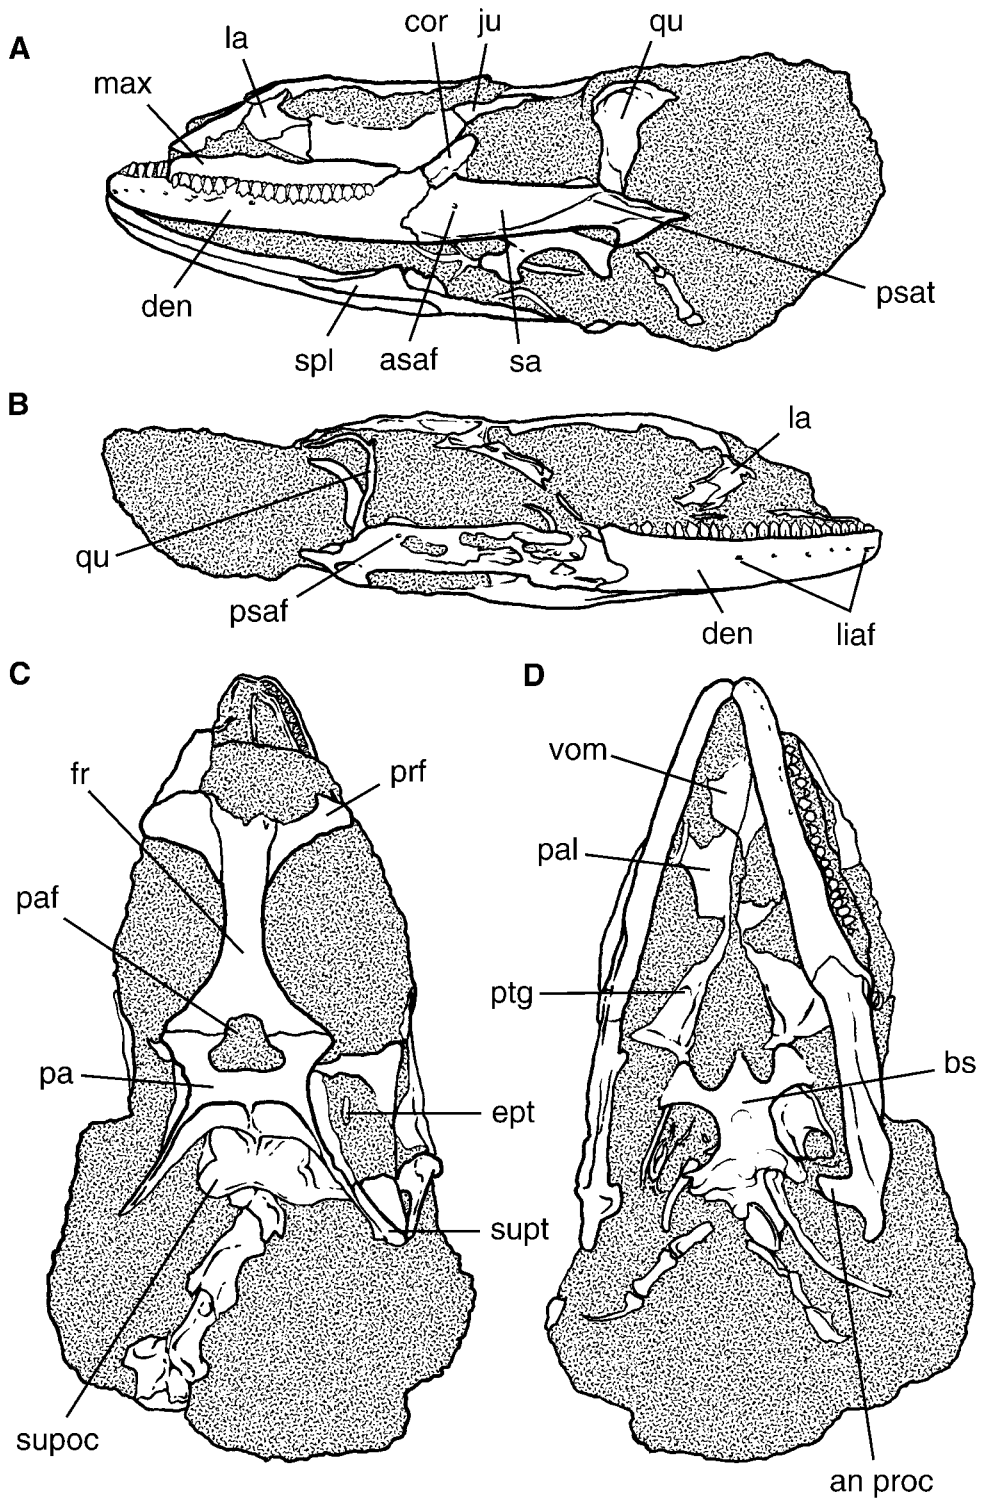 A
la
cor
ju
qu
max
den
spl
asaf
sa
psat
B
la
qu
psaf
den
liaf
C
fr
prf
paf
pa
ept
supt
supoc
D
vom
pal
ptg
bs
an proc